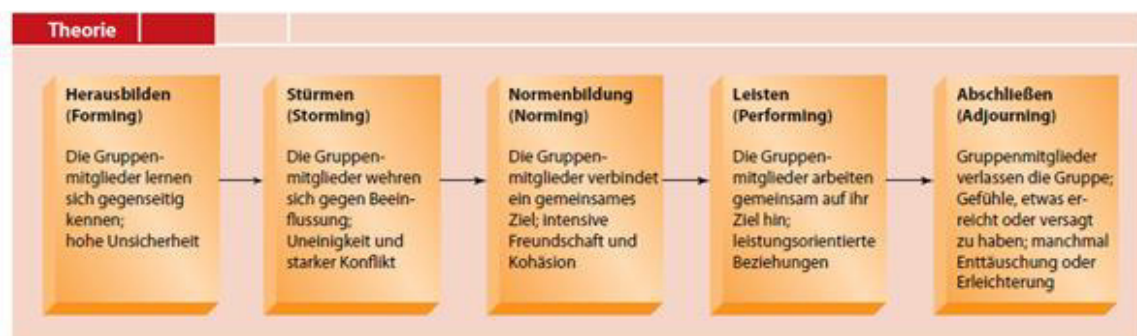 Theorie
Herausbilden
(Forming)
Die Gruppen-
mitglieder lernen
sich gegenseitig
kennen;
hohe Unsicherheit
Stürmen
(Storming)
Die Gruppen-
mitglieder wehren
sich gegen Beein-
flussung;
Uneinigkeit und
starker Konflikt
Normenbildung
(Norming)
Die Gruppen-
mitglieder verbindet
ein gemeinsames
Ziel; intensive
Freundschaft und
Kohäsion
Leisten
(Performing)
Die Gruppen-
mitglieder arbeiten
gemeinsam auf ihr
Ziel hin;
leistungsorientierte
Beziehungen
Abschließen
(Adjourning)
Gruppenmitglieder
verlassen die Gruppe;
Gefühle, etwas er-
reicht oder versagt
zu haben; manchmal
Enttäuschung oder
Erleichterung